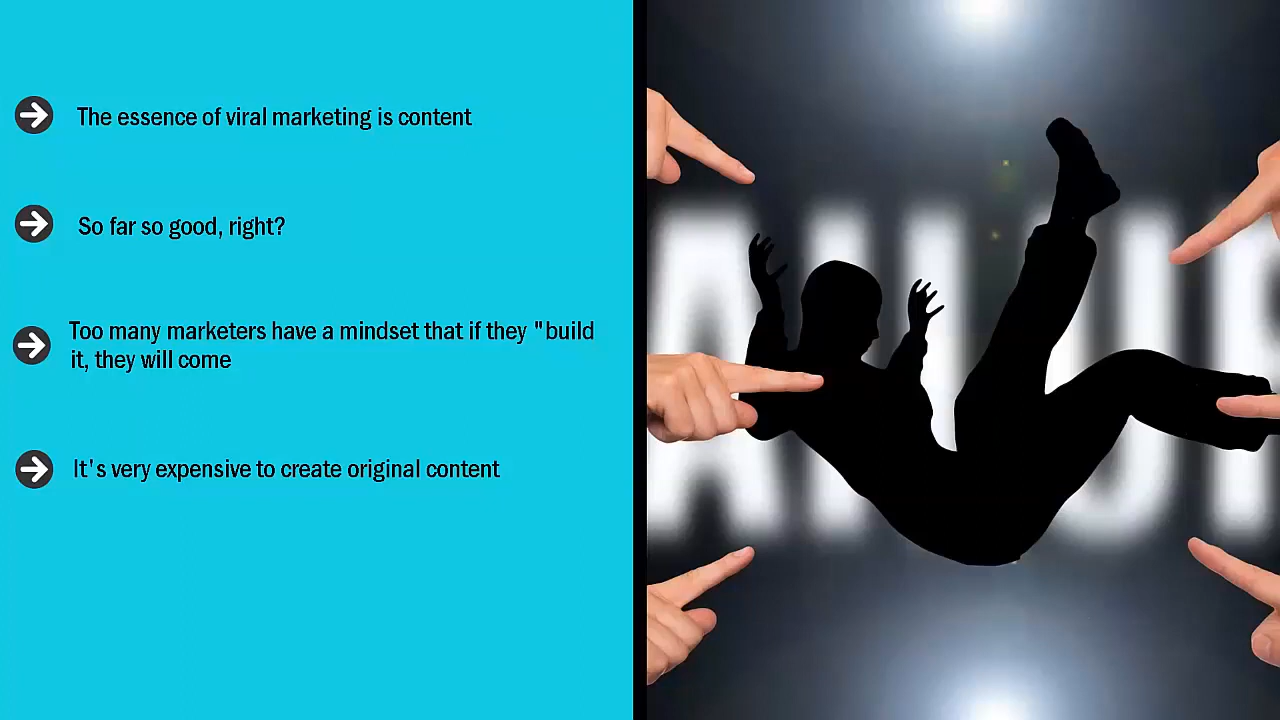 The essence of viral marketing is content
So far so good, right?
Too many marketers have a mindset that if they "build
it, they will come
It's very expensive to create original content